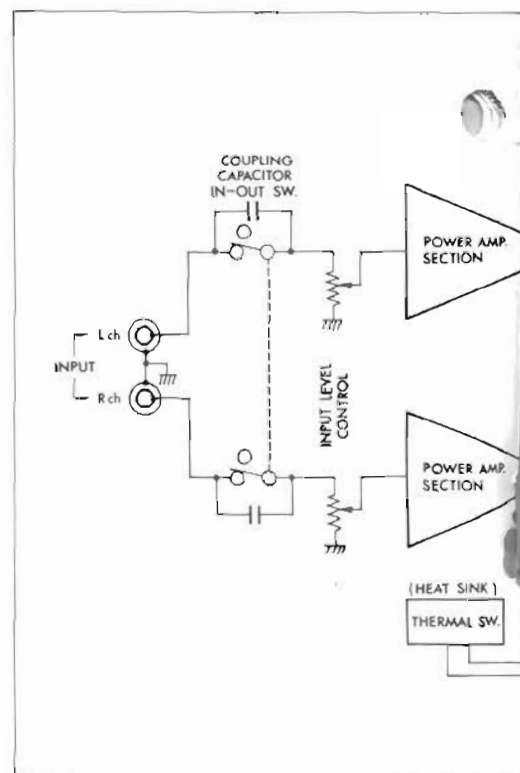 COUPLING
CAPACITOR
IN-OUT SW.
POWER AMP.
SECTION
L ch
INPUT
R ch
INPUT LEVEL
CONTROL
POWER AMP.
SECTION
(HEAT SINK)
THERMAL SW.